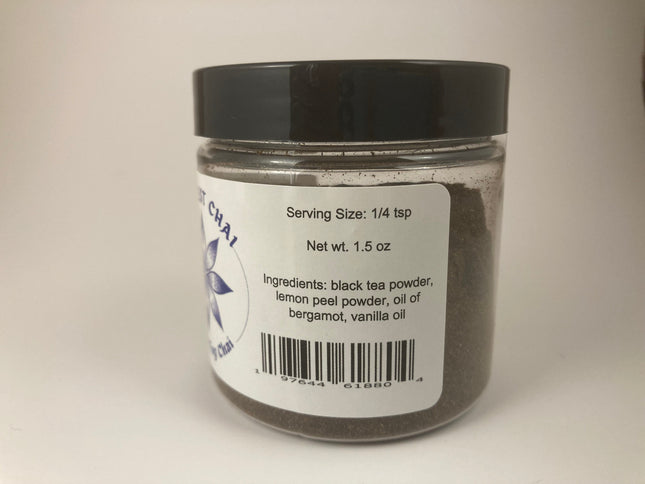 CHAI
Chai
Serving Size: 1/4 tsp
Net wt. 1.5 oz
Ingredients: black tea powder,
lemon peel powder, oil of
bergamot, vanilla oil
1 97644 61880 4